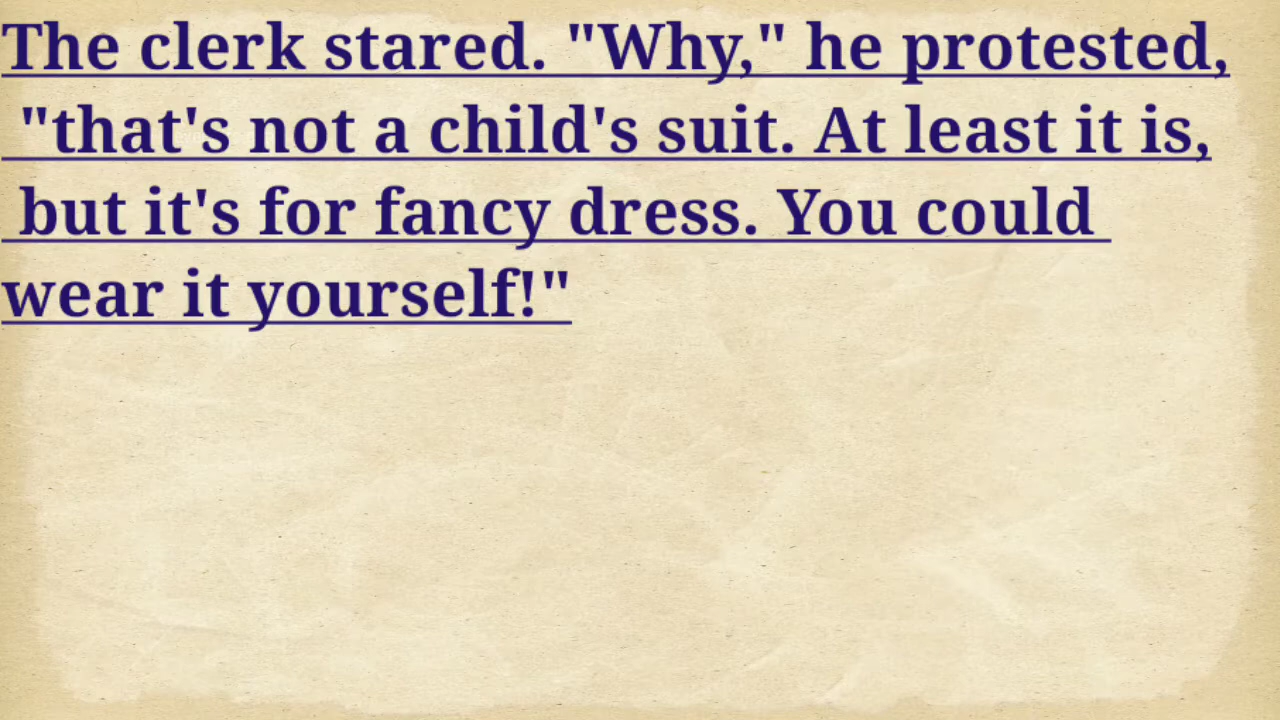 The clerk stared. "Why," he protested,
"that's not a child's suit. At least it is,
but it's for fancy dress. You could
wear it yourself!"